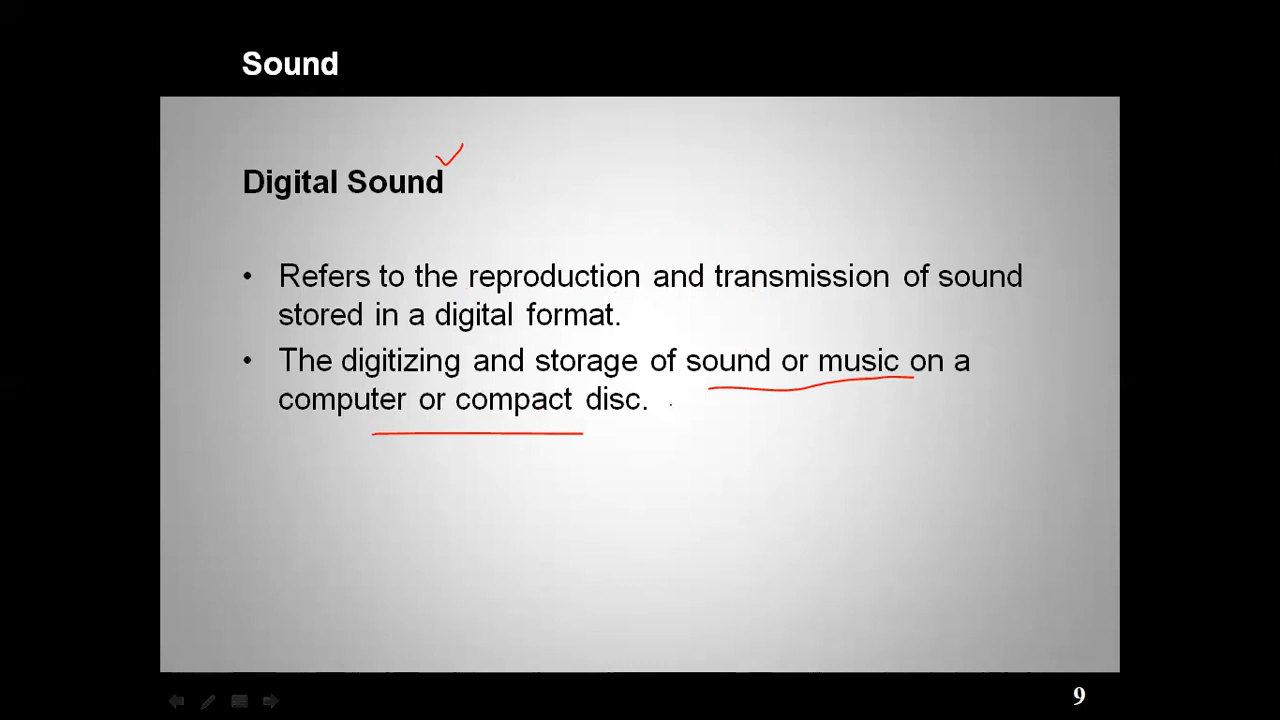 Sound
Digital Sound
• Refers to the reproduction and transmission of sound
stored in a digital format.
• The digitizing and storage of sound or music on a
computer or compact disc.
9